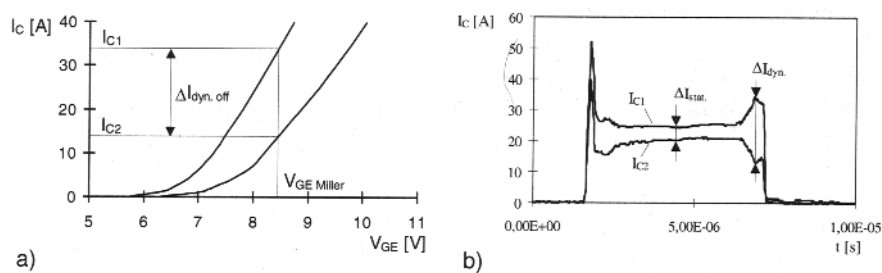 I_C [A]
40
I_C1
30
ΔI_dyn. off
20
I_C2
10
V_GE Miller
0
5 6 7 8 9 10 11
V_GE [V]
a)
I_C [A]
60
50
40
ΔI_dyn.
I_C1
ΔI_stat.
30
20
I_C2
10
0
0,00E+00 5,00E-06 1,00E-05
t [s]
b)